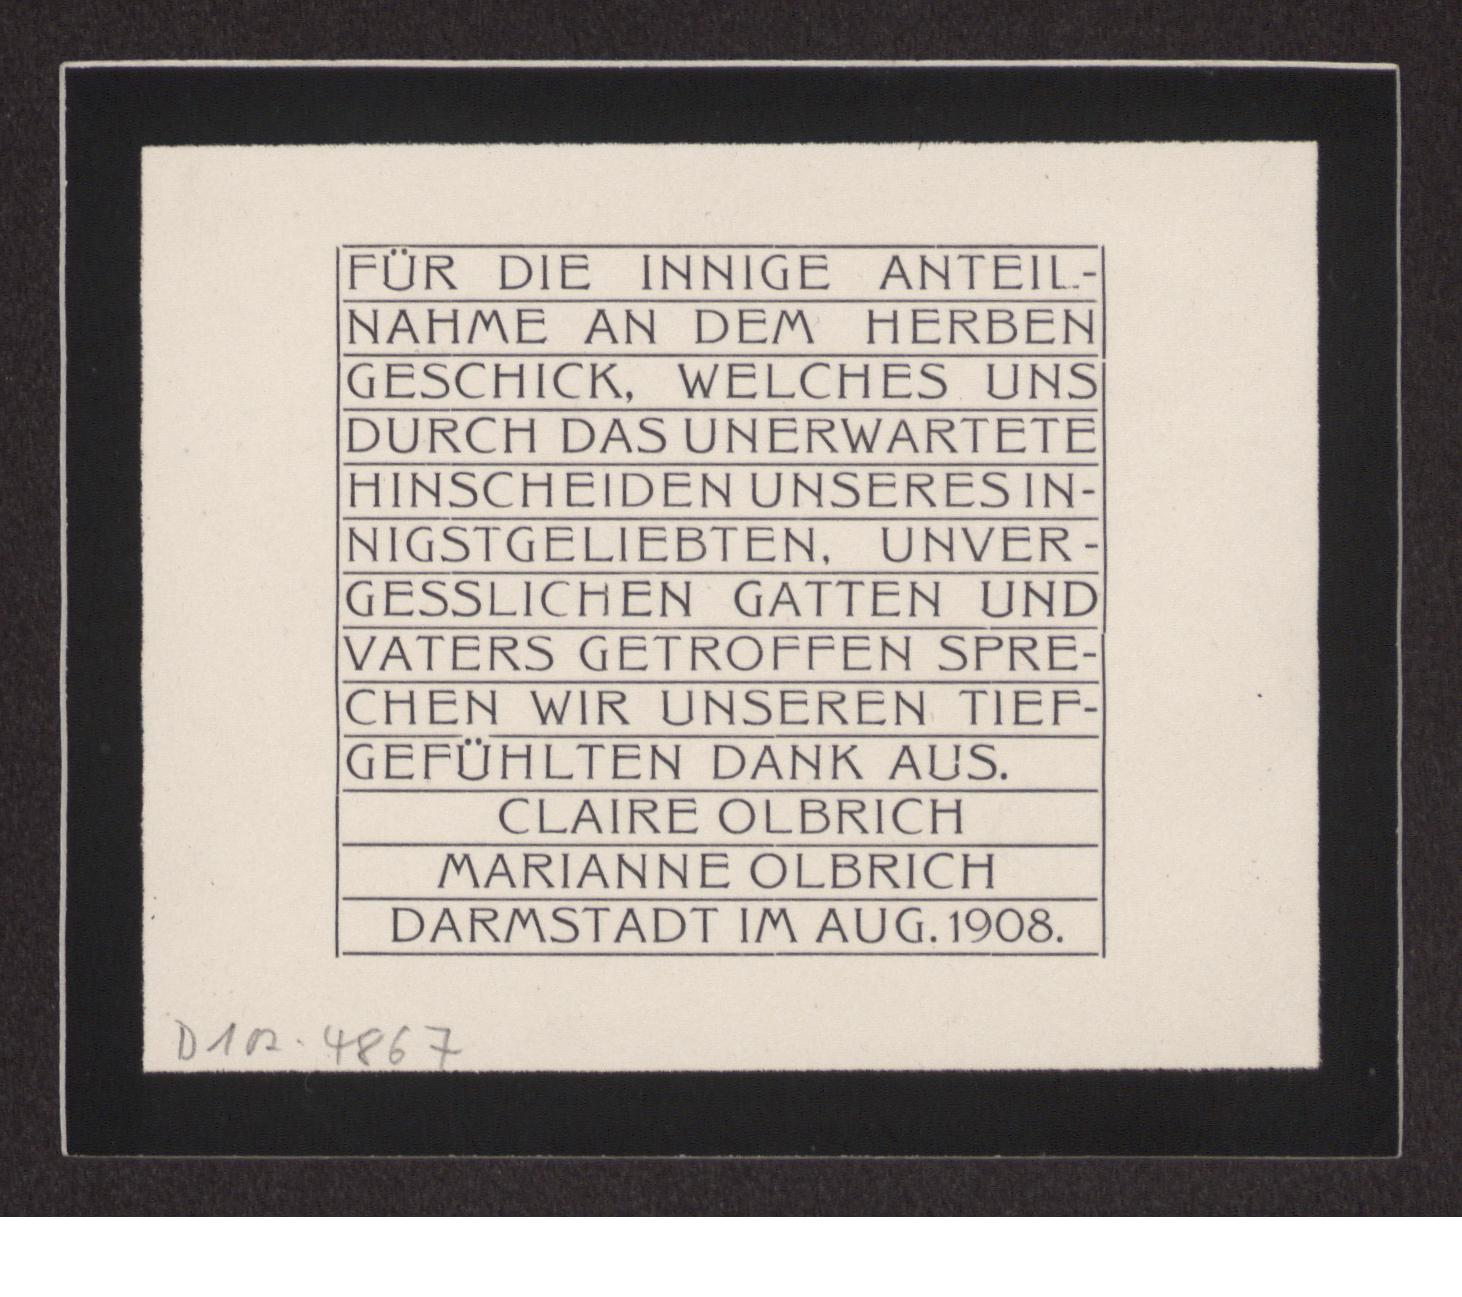 FÜR DIE INNIGE ANTEIL-
NAHME AN DEM HERBEN
GESCHICK, WELCHES UNS
DURCH DAS UNERWARTETE
HINSCHEIDEN UNSERES IN-
NIGSTGELIEBTEN, UNVER-
GESSLICHEN GATTEN UND
VATERS GETROFFEN SPRE-
CHEN WIR UNSEREN TIEF-
GEFÜHLTEN DANK AUS.
CLAIRE OLBRICH
MARIANNE OLBRICH
DARMSTADT IM AUG. 1908.
4867